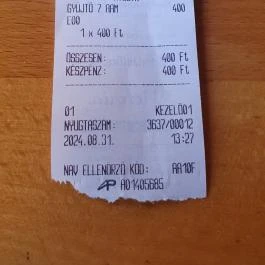 GYŰJTŐ 7 AAM 400
E00
1 x 400 Ft
ÖSSZESEN: 400 Ft
KÉSZPÉNZ: 400 Ft
01 KEZELŐ01
NYUGTASZÁM: 3637/00012
2024.08.31. 13:27
NAV ELLENŐRZŐ KÓD: AA10F
AP A01405685